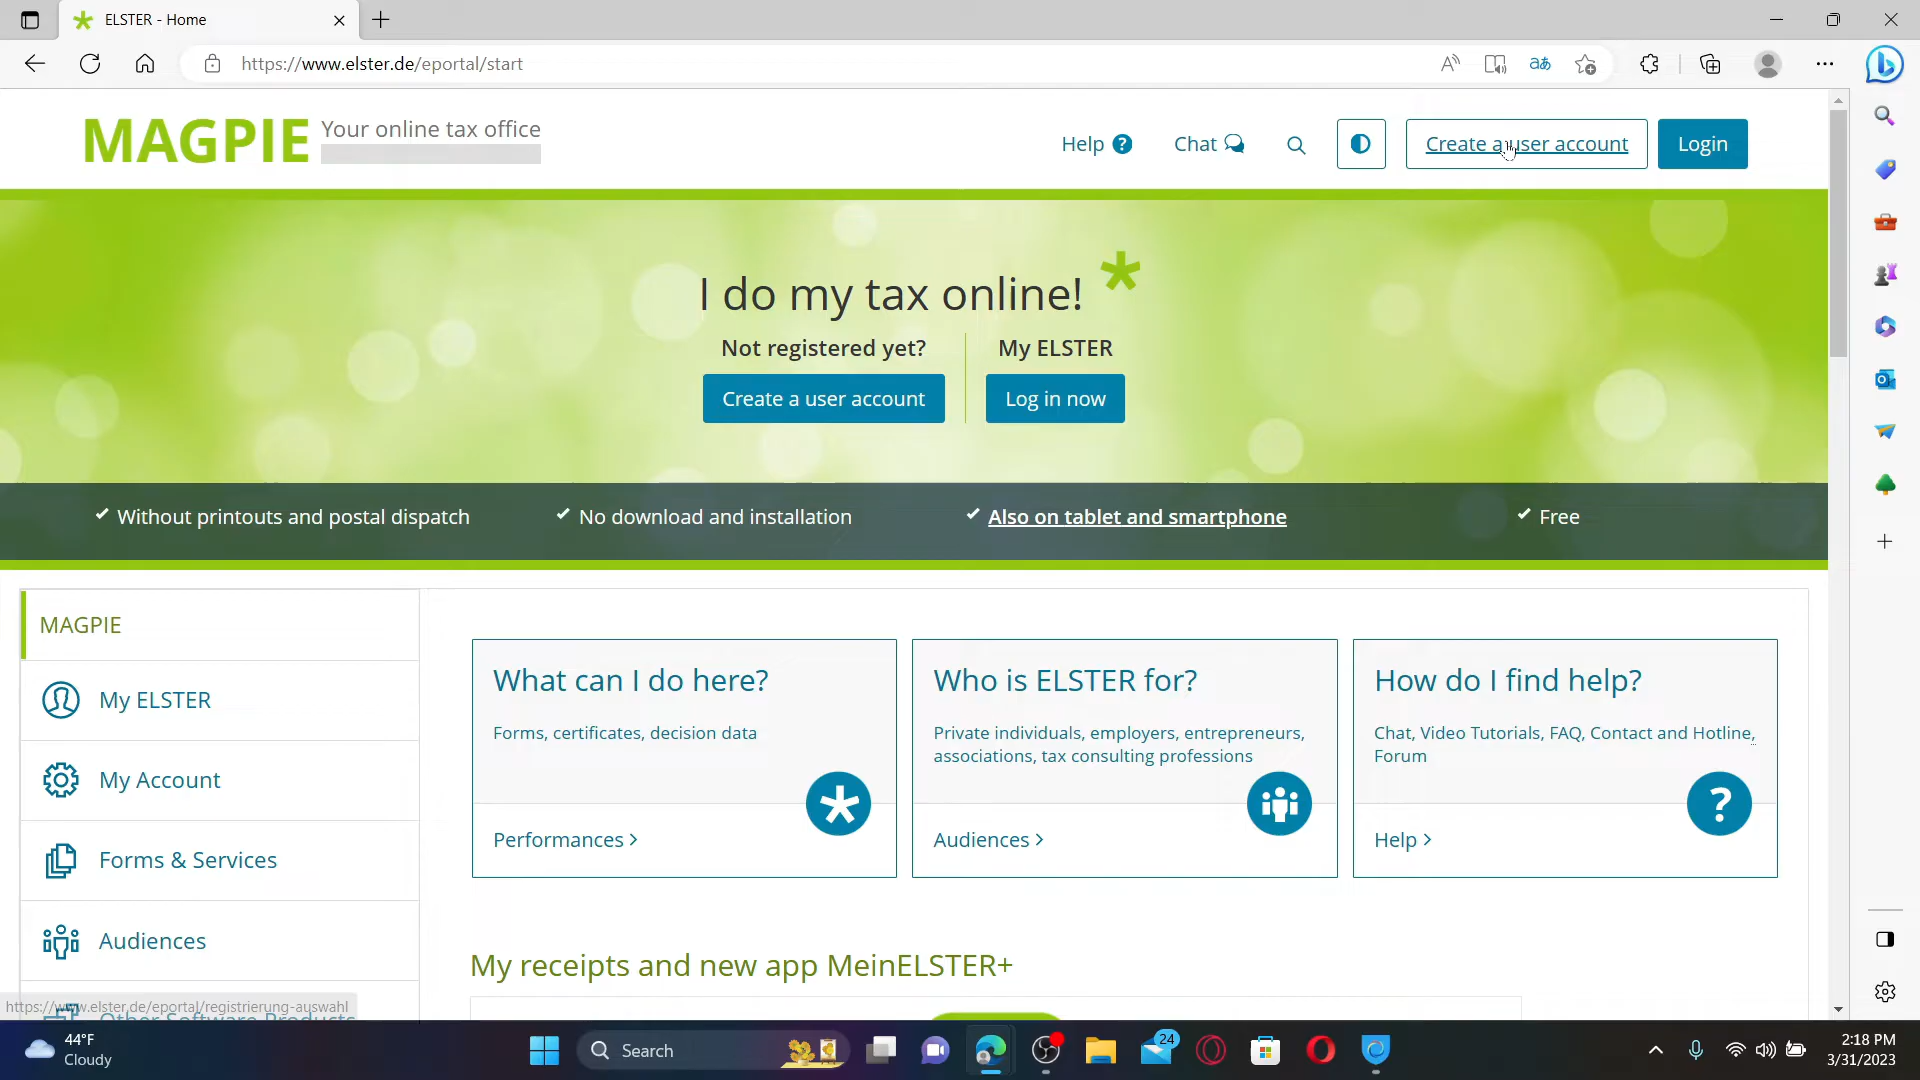 ELSTER - Home
https://www.elster.de/eportal/start
MAGPIE
Your online tax office
Help ?
Chat
Create a user account
Login
I do my tax online!
Not registered yet?
Create a user account
My ELSTER
Log in now
Without printouts and postal dispatch
No download and installation
Also on tablet and smartphone
Free
MAGPIE
My ELSTER
My Account
Forms & Services
Audiences
Other Software Products
What can I do here?
Forms, certificates, decision data
Performances >
Who is ELSTER for?
Private individuals, employers, entrepreneurs,
associations, tax consulting professions
Audiences >
How do I find help?
Chat, Video Tutorials, FAQ, Contact and Hotline,
Forum
?
Help >
My receipts and new app MeinELSTER+
https://www.elster.de/eportal/registrierung-auswahl
44°F
Cloudy
Search
24
2:18 PM
3/31/2023